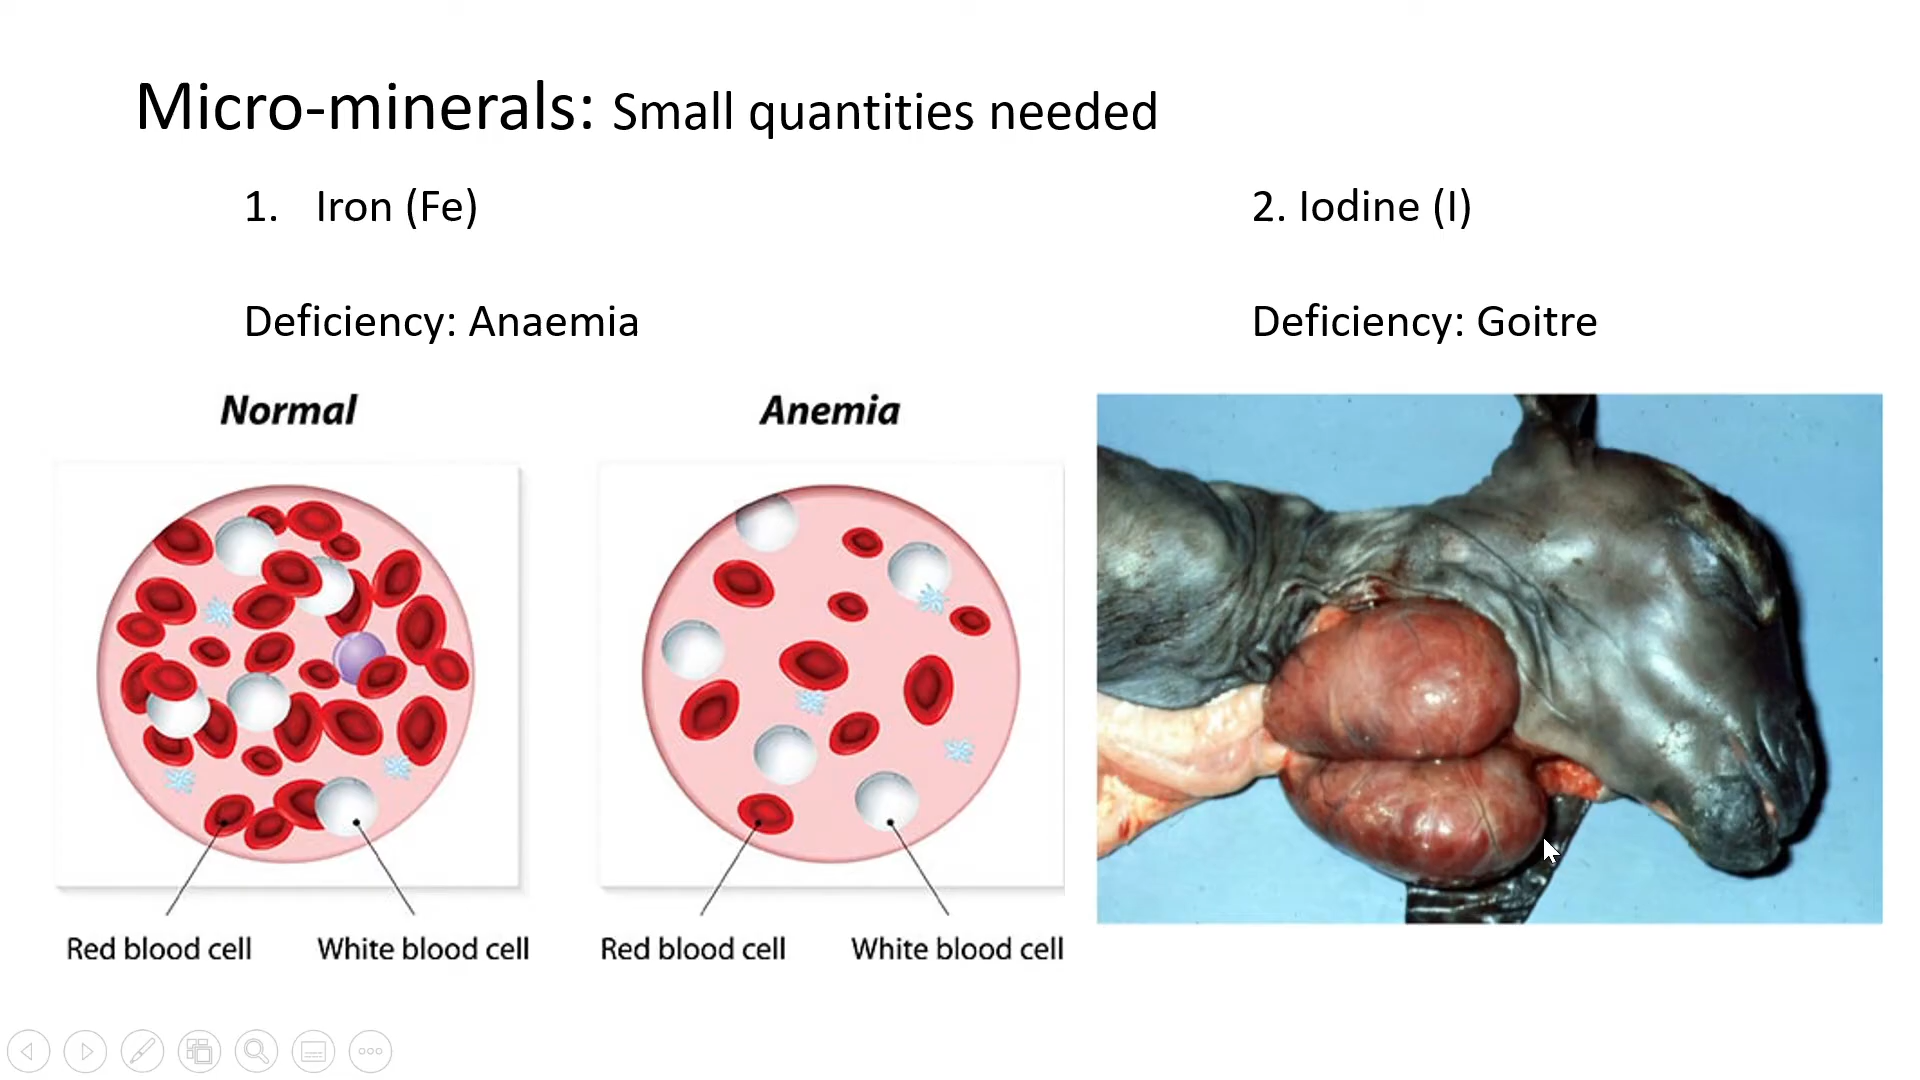 Micro-minerals: Small quantities needed
1. Iron (Fe)
Deficiency: Anaemia
2. Iodine (I)
Deficiency: Goitre
Normal
Anemia
Red blood cell
White blood cell
Red blood cell
White blood cell